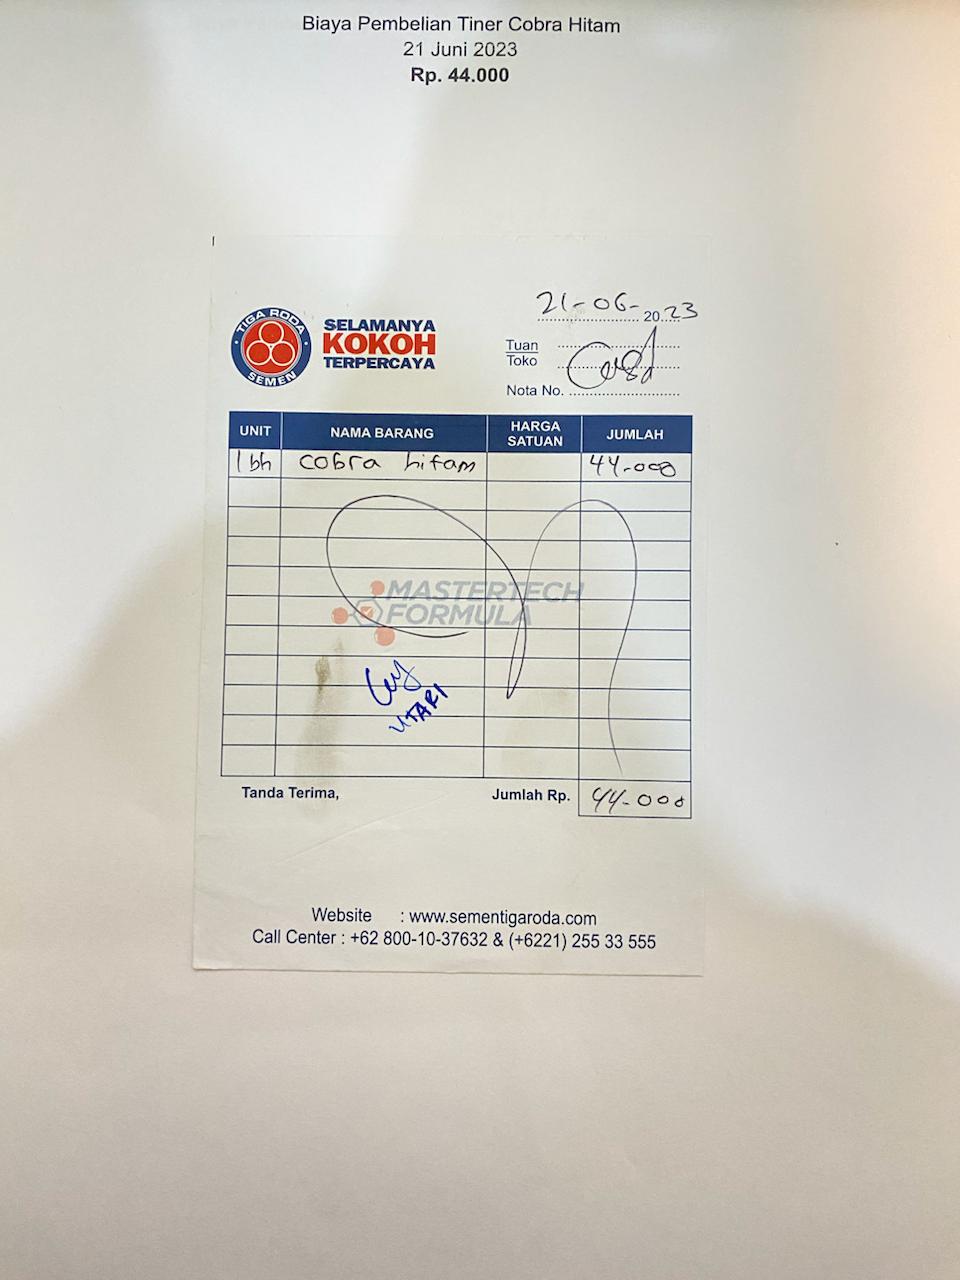 Biaya Pembelian Tiner Cobra Hitam
21 Juni 2023
Rp. 44.000
TIGA RODA
SEMEN
SELAMANYA
KOKOH
TERPERCAYA
21-06-2023
Tuan
Toko
Nota No.
UNIT NAMA BARANG HARGA SATUAN JUMLAH
1 bh cobra hitam 44-000
MASTERTECH
FORMULA
UTARI
Tanda Terima, Jumlah Rp. 44-000
Website : www.sementigaroda.com
Call Center : +62 800-10-37632 & (+6221) 255 33 555